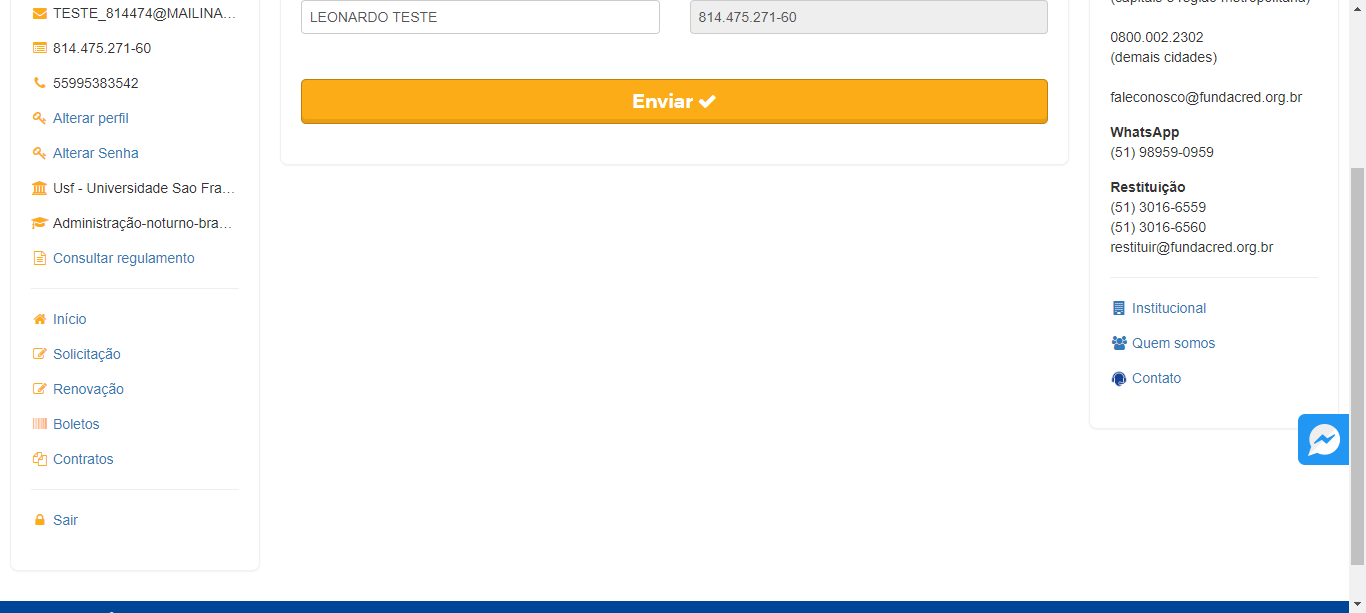 TESTE_814474@MAILINA...
814.475.271-60
55995383542
Alterar perfil
Alterar Senha
Usf - Universidade Sao Fra...
Administração-noturno-bra...
Consultar regulamento
Início
Solicitação
Renovação
Boletos
Contratos
Sair
LEONARDO TESTE
814.475.271-60
Enviar
(capitais e região metropolitana)
0800.002.2302
(demais cidades)
faleconosco@fundacred.org.br
WhatsApp
(51) 98959-0959
Restituição
(51) 3016-6559
(51) 3016-6560
restituir@fundacred.org.br
Institucional
Quem somos
Contato